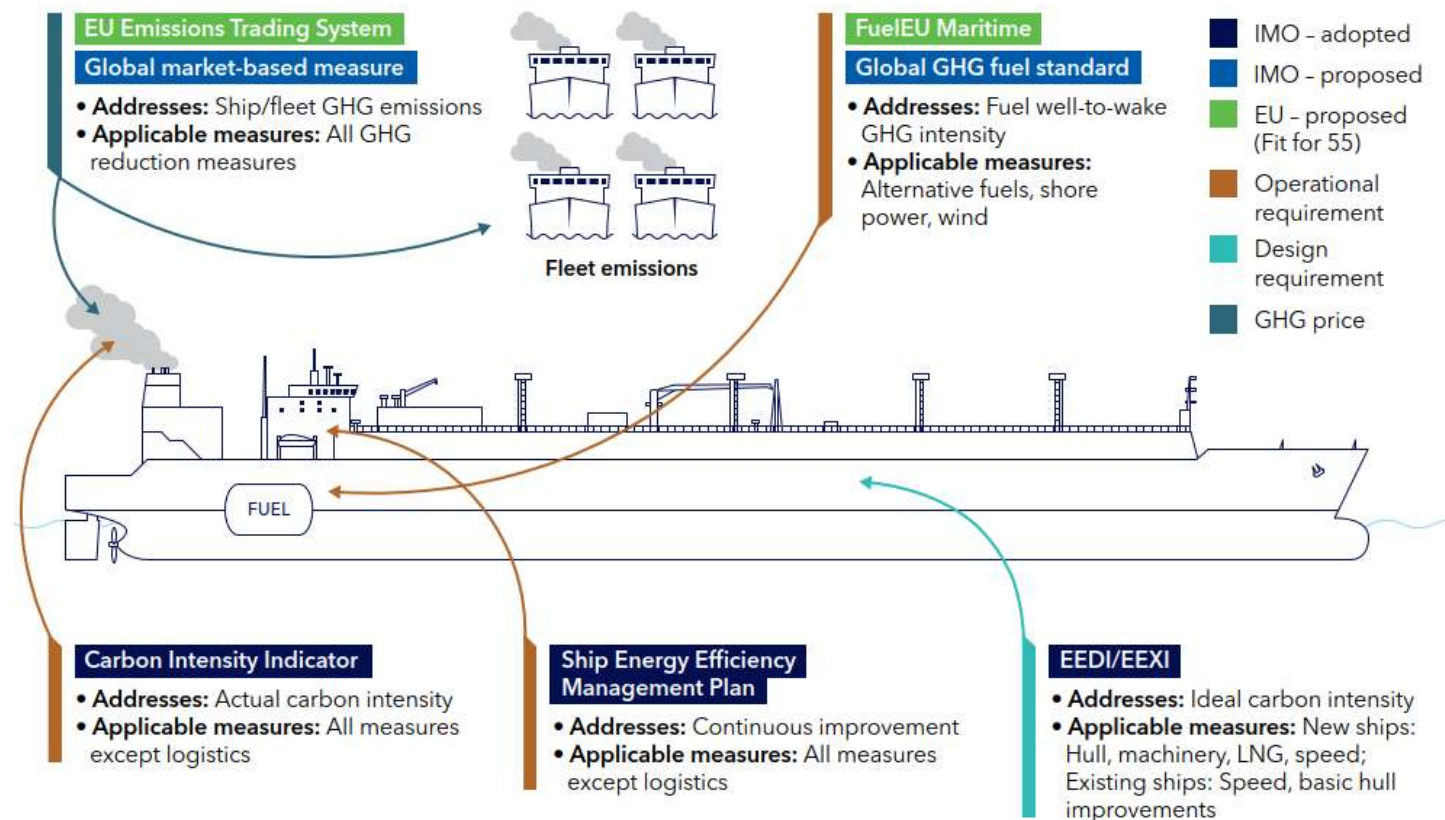 EU Emissions Trading System
Global market-based measure
• Addresses: Ship/fleet GHG emissions
• Applicable measures: All GHG
reduction measures
Fleet emissions
FuelEU Maritime
Global GHG fuel standard
• Addresses: Fuel well-to-wake
GHG intensity
• Applicable measures:
Alternative fuels, shore
power, wind
IMO – adopted
IMO – proposed
EU – proposed
(Fit for 55)
Operational
requirement
Design
requirement
GHG price
FUEL
Carbon Intensity Indicator
• Addresses: Actual carbon intensity
• Applicable measures: All measures
except logistics
Ship Energy Efficiency
Management Plan
• Addresses: Continuous improvement
• Applicable measures: All measures
except logistics
EEDI/EEXI
• Addresses: Ideal carbon intensity
• Applicable measures: New ships:
Hull, machinery, LNG, speed;
Existing ships: Speed, basic hull
improvements